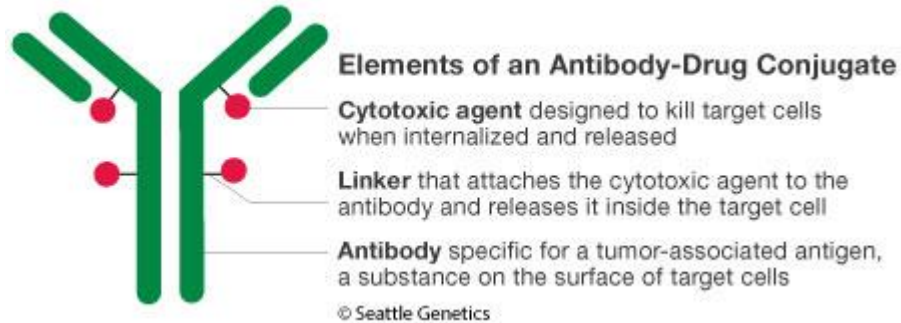 Elements of an Antibody-Drug Conjugate
Cytotoxic agent designed to kill target cells
when internalized and released
Linker that attaches the cytotoxic agent to the
antibody and releases it inside the target cell
Antibody specific for a tumor-associated antigen,
a substance on the surface of target cells
© Seattle Genetics